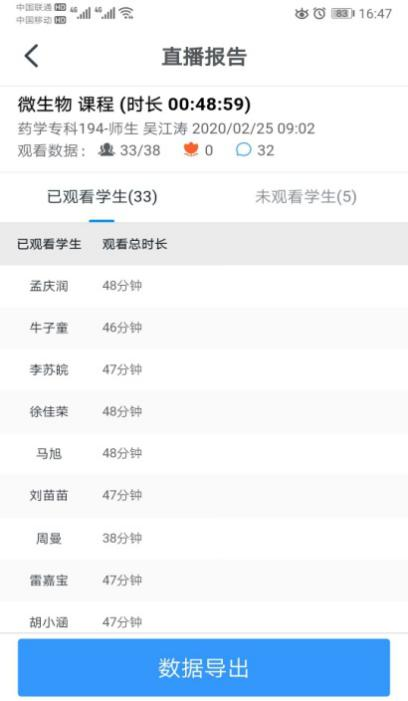 中国联通 HD 46 46
中国移动 HD 83 16:47
直播报告
微生物 课程 (时长 00:48:59)
药学专科194-师生 吴江涛 2020/02/25 09:02
观看数据: 33/38 0 32
已观看学生(33) 未观看学生(5)
已观看学生 观看总时长
孟庆润 48分钟
牛子童 46分钟
李苏皖 47分钟
徐佳荣 48分钟
马旭 48分钟
刘苗苗 47分钟
周曼 38分钟
雷嘉宝 47分钟
胡小涵 47分钟
数据导出